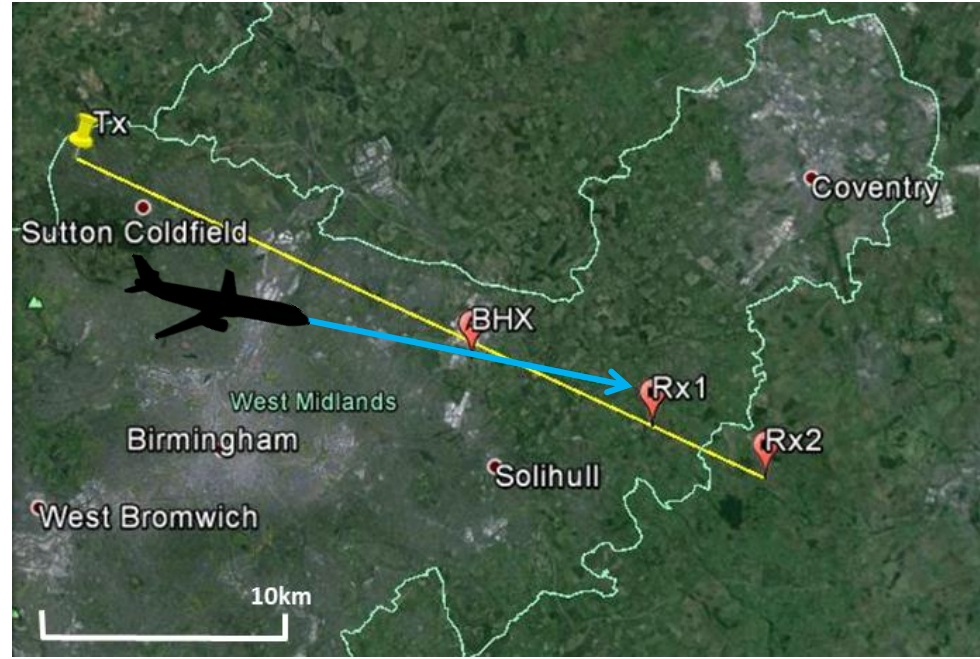 Tx
Coventry
Sutton Coldfield
BHX
Rx1
West Midlands
Birmingham
Rx2
Solihull
West Bromwich
10km